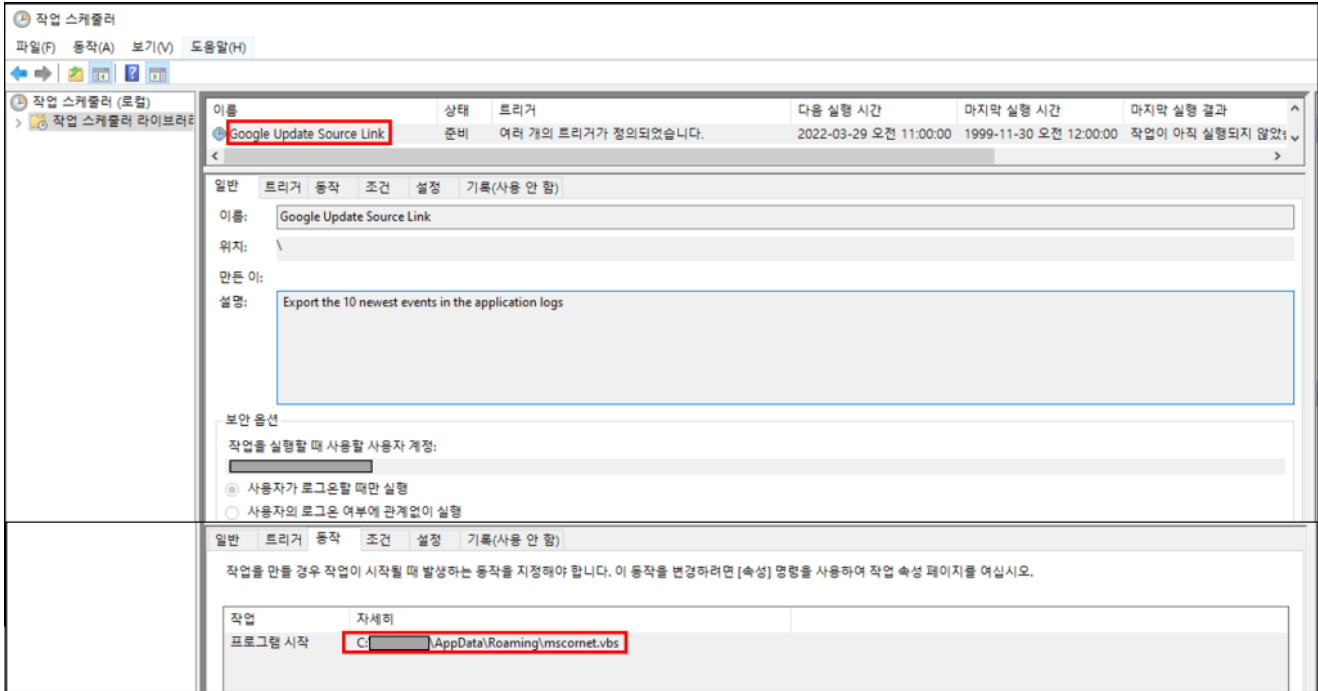 작업 스케줄러
파일(F) 동작(A) 보기(V) 도움말(H)
작업 스케줄러 (로컬)
작업 스케줄러 라이브러리
이름 상태 트리거 다음 실행 시간 마지막 실행 시간 마지막 실행 결과
Google Update Source Link 준비 여러 개의 트리거가 정의되었습니다. 2022-03-29 오전 11:00:00 1999-11-30 오전 12:00:00 작업이 아직 실행되지 않았
일반 트리거 동작 조건 설정 기록(사용 안 함)
이름: Google Update Source Link
위치: \
만든 이:
설명: Export the 10 newest events in the application logs
보안 옵션
작업을 실행할 때 사용할 사용자 계정:
사용자가 로그온할 때만 실행
사용자의 로그온 여부에 관계없이 실행
일반 트리거 동작 조건 설정 기록(사용 안 함)
작업을 만들 경우 작업이 시작될 때 발생하는 동작을 지정해야 합니다. 이 동작을 변경하려면 [속성] 명령을 사용하여 작업 속성 페이지를 여십시오.
작업 자세히
프로그램 시작 C:\AppData\Roaming\mscornet.vbs